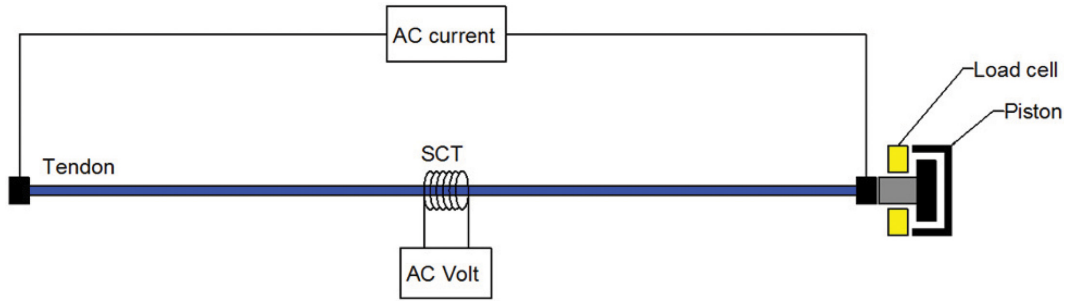 AC current
Load cell
Piston
SCT
Tendon
AC Volt